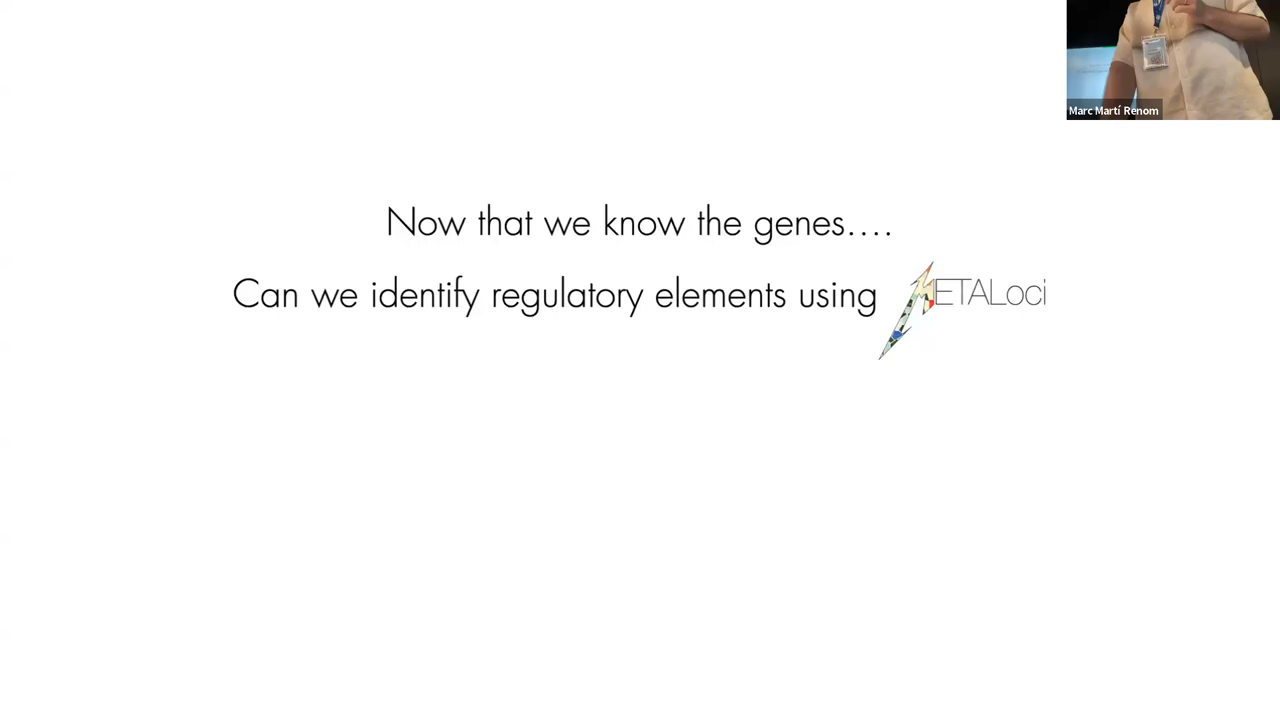 Marc Martí Renom
Now that we know the genes....
Can we identify regulatory elements using METALoci